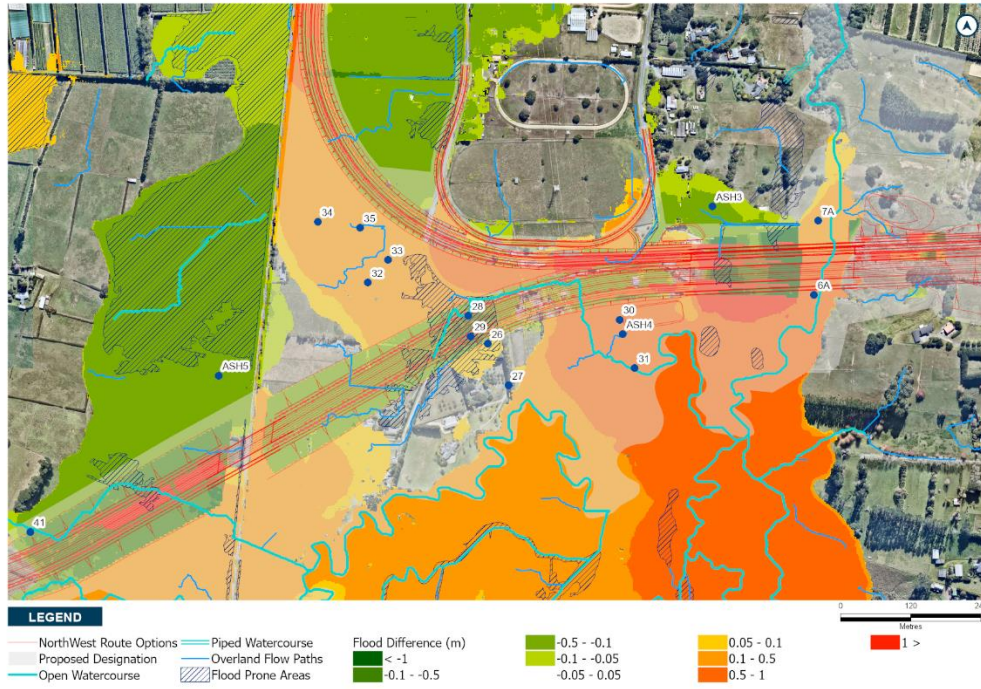 ASH3
34
35
7A
33
32
6A
28
30
29
26
ASH4
31
ASH5
27
41
LEGEND
0 120 24
Metres
NorthWest Route Options
Proposed Designation
Open Watercourse
Piped Watercourse
Overland Flow Paths
Flood Prone Areas
Flood Difference (m)
< -1
-0.1 - -0.5
-0.5 - -0.1
-0.1 - -0.05
-0.05 - 0.05
0.05 - 0.1
0.1 - 0.5
0.5 - 1
1 >